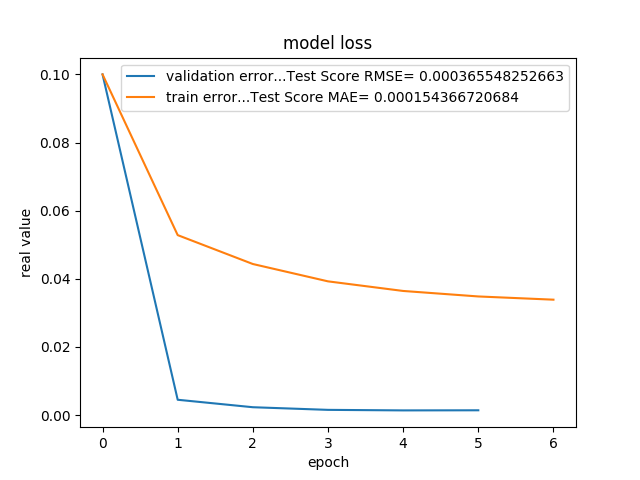 model loss
validation error...Test Score RMSE= 0.000365548252663
train error...Test Score MAE= 0.000154366720684
real value
0.10
0.08
0.06
0.04
0.02
0.00
0 1 2 3 4 5 6
epoch